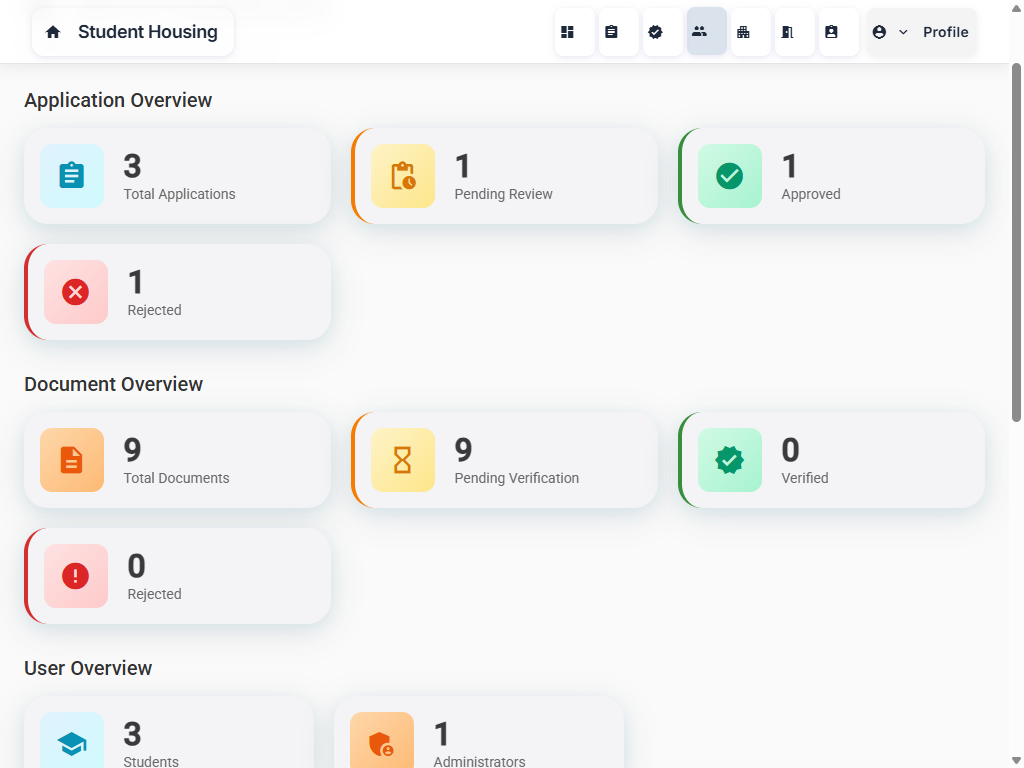 Student Housing
Profile
Application Overview
3
Total Applications
1
Pending Review
1
Approved
1
Rejected
Document Overview
9
Total Documents
9
Pending Verification
0
Verified
0
Rejected
User Overview
3
Students
1
Administrators